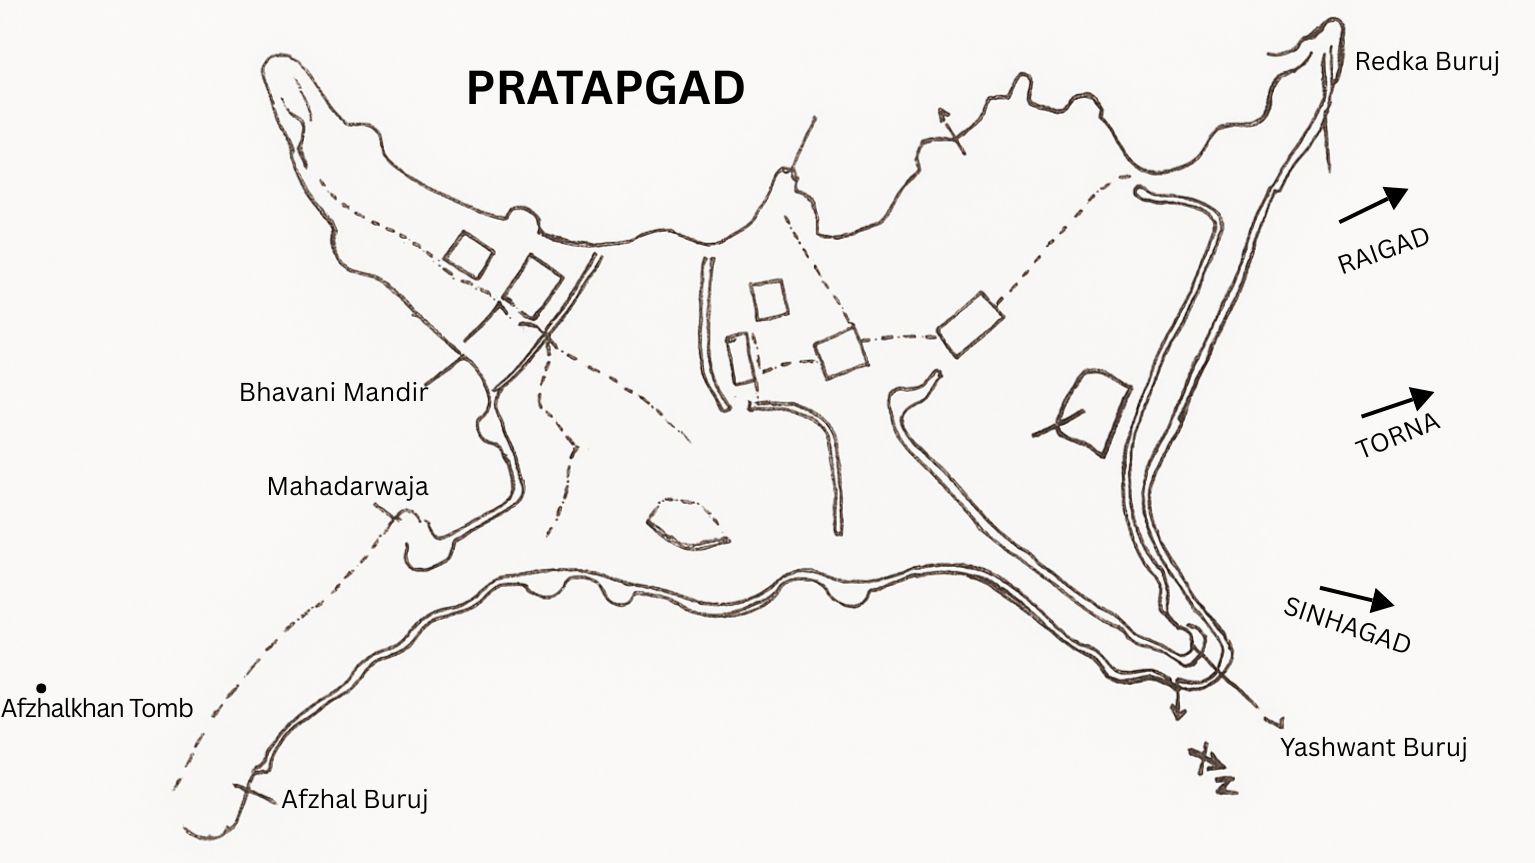 PRATAPGAD
Redka Buruj
RAIGAD
Bhavani Mandir
TORNA
Mahadarwaja
SINHAGAD
Afzhalkhan Tomb
Yashwant Buruj
N
Afzhal Buruj